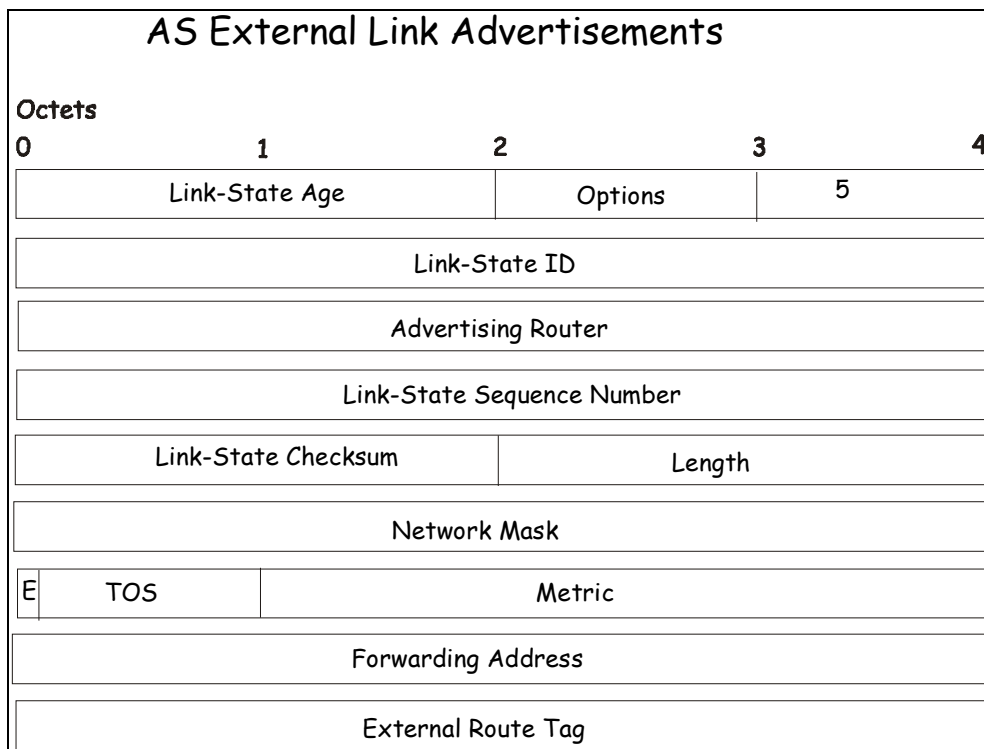 AS External Link Advertisements
Octets
0 1 2 3 4
Link-State Age Options 5
Link-State ID
Advertising Router
Link-State Sequence Number
Link-State Checksum Length
Network Mask
E TOS Metric
Forwarding Address
External Route Tag